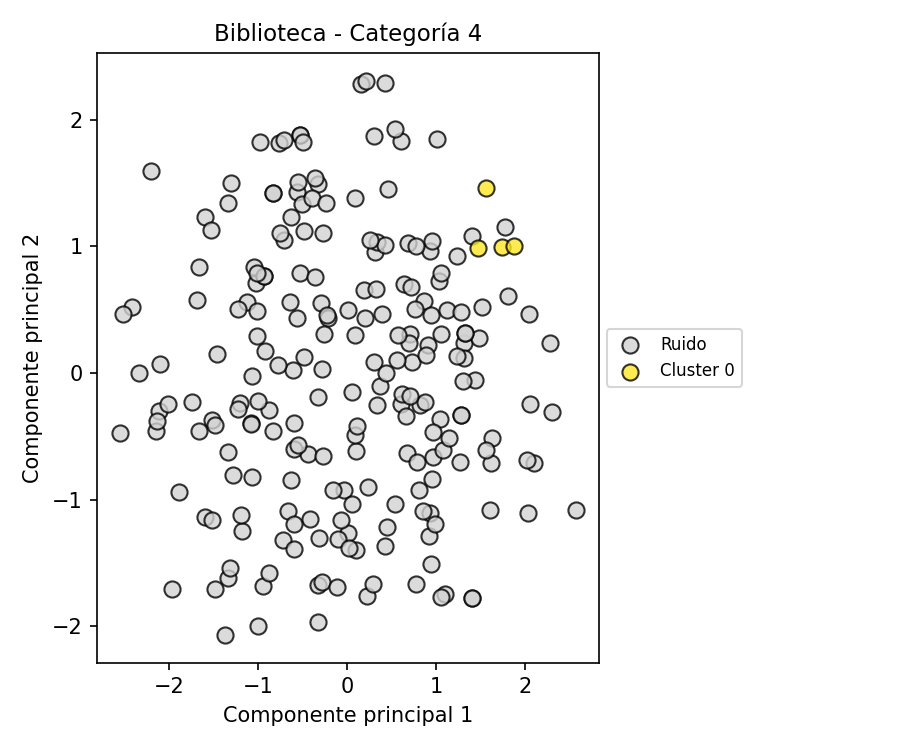 Biblioteca - Categoría 4
Componente principal 2
2
1
0
−1
−2
−2
−1
0
1
2
Componente principal 1
Ruido
Cluster 0